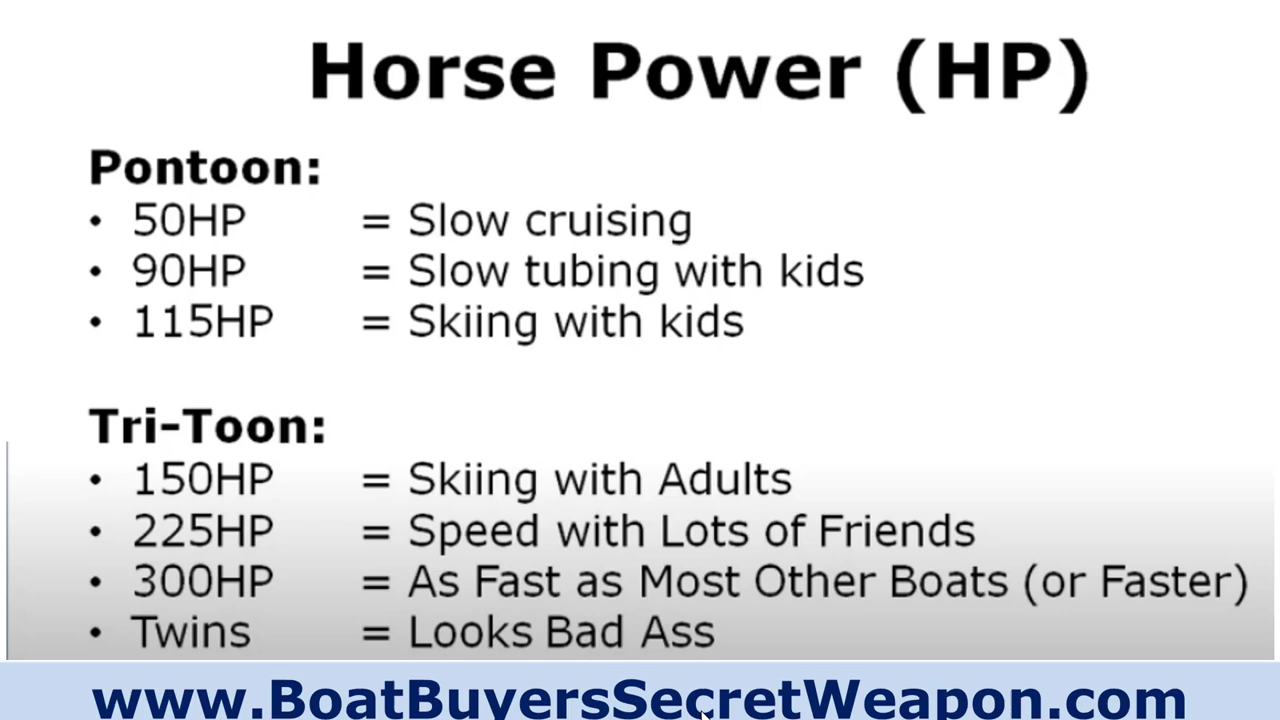 Horse Power (HP)
Pontoon:
• 50HP = Slow cruising
• 90HP = Slow tubing with kids
• 115HP = Skiing with kids
Tri-Toon:
• 150HP = Skiing with Adults
• 225HP = Speed with Lots of Friends
• 300HP = As Fast as Most Other Boats (or Faster)
• Twins = Looks Bad Ass
www.BoatBuyersSecretWeapon.com